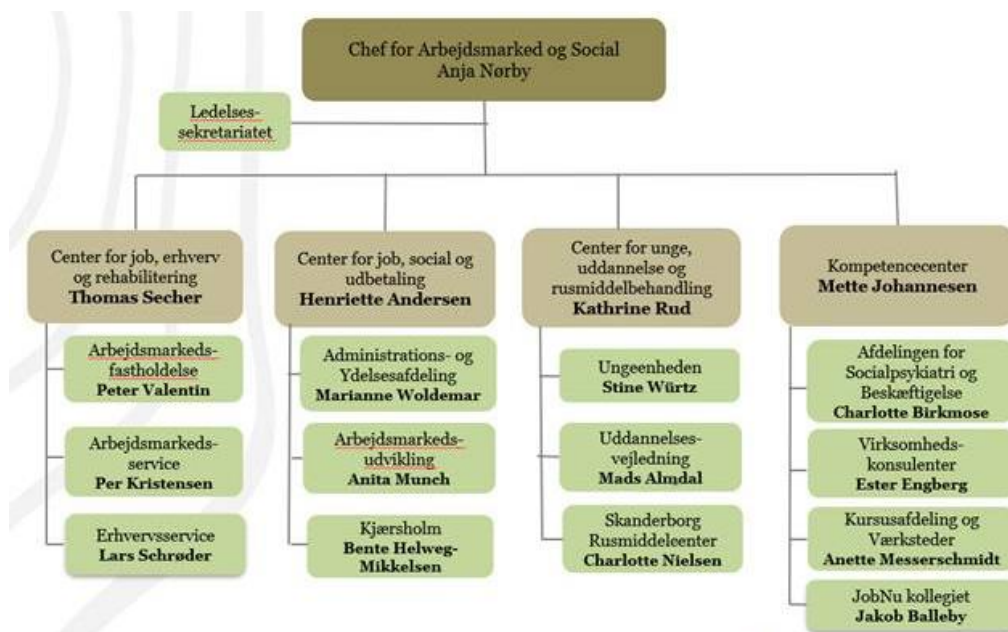 Chef for Arbejdsmarked og Social
Anja Nørby
Ledelses-
sekretariatet
Center for job, erhverv
og rehabilitering
Thomas Secher
Arbejdsmarkeds-
fastholdelse
Peter Valentin
Arbejdsmarkeds-
service
Per Kristensen
Erhvervsservice
Lars Schrøder
Center for job, social og
udbetaling
Henriette Andersen
Administrations- og
Ydelsesafdeling
Marianne Woldemar
Arbejdsmarkeds-
udvikling
Anita Munch
Kjærsholm
Bente Helweg-
Mikkelsen
Center for unge,
uddannelse og
rusmiddelbehandling
Kathrine Rud
Ungeenheden
Stine Würtz
Uddannelses-
vejledning
Mads Almdal
Skanderborg
Rusmiddelcenter
Charlotte Nielsen
Kompetencecenter
Mette Johannesen
Afdelingen for
Socialpsykiatri og
Beskæftigelse
Charlotte Birkmose
Virksomheds-
konsulenter
Ester Engberg
Kursusafdeling og
Værksteder
Anette Messerschmidt
JobNu kollegiet
Jakob Balleby